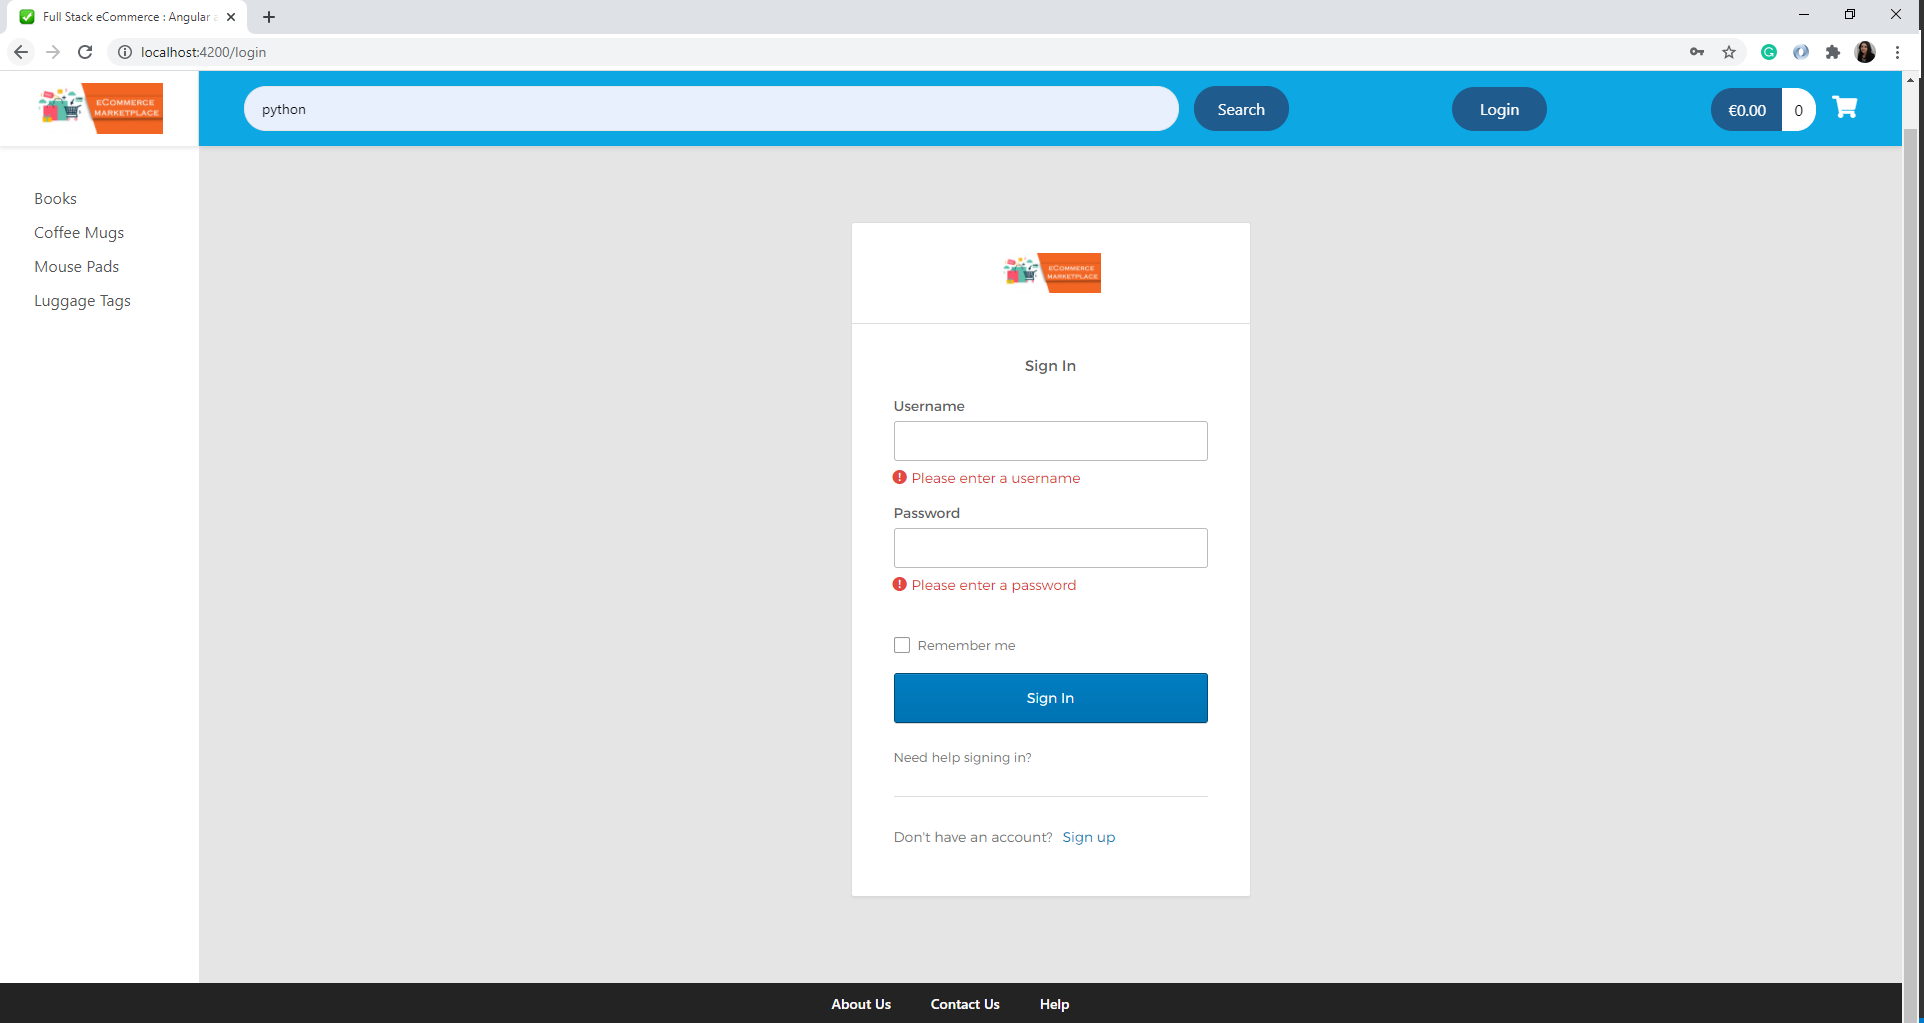 Full Stack eCommerce : Angular a
localhost:4200/login
eCommerce
Marketplace
python
Search
Login
€0.00 0
Books
Coffee Mugs
Mouse Pads
Luggage Tags
eCommerce
Marketplace
Sign In
Username
Please enter a username
Password
Please enter a password
Remember me
Sign In
Need help signing in?
Don't have an account? Sign up
About Us Contact Us Help